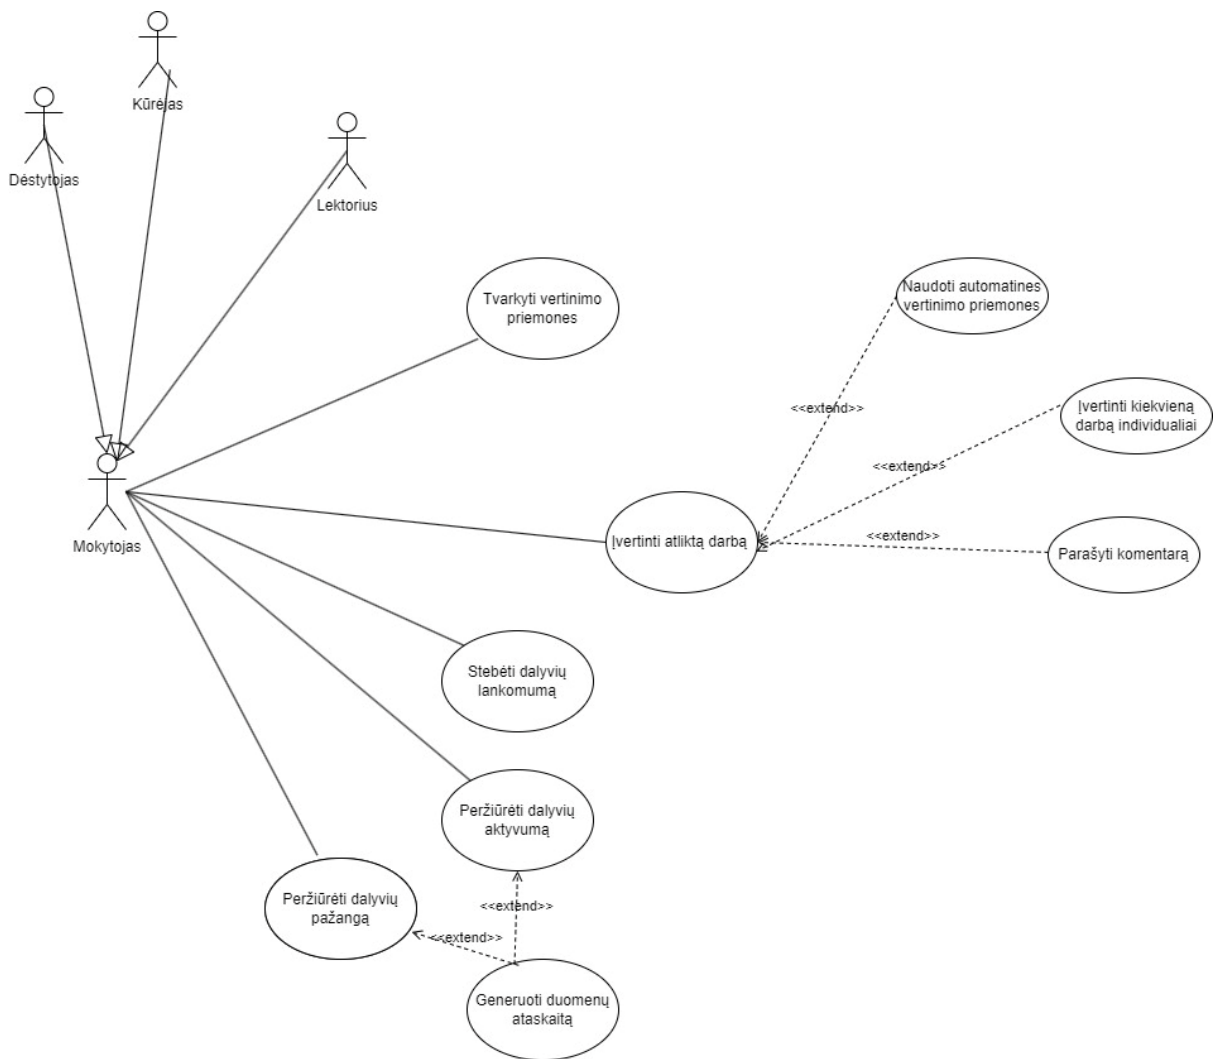 Kūrėjas
Dėstytojas
Lektorius
Tvarkyti vertinimo
priemones
Naudoti automatines
vertinimo priemones
<<extend>>
Įvertinti kiekvieną
darbą individualiai
<<extend>>
Mokytojas
Įvertinti atliktą darbą
<<extend>>
Parašyti komentarą
Stebėti dalyvių
lankomumą
Peržiūrėti dalyvių
aktyvumą
Peržiūrėti dalyvių
pažangą
<<extend>>
<<extend>>
Generuoti duomenų
ataskaitą